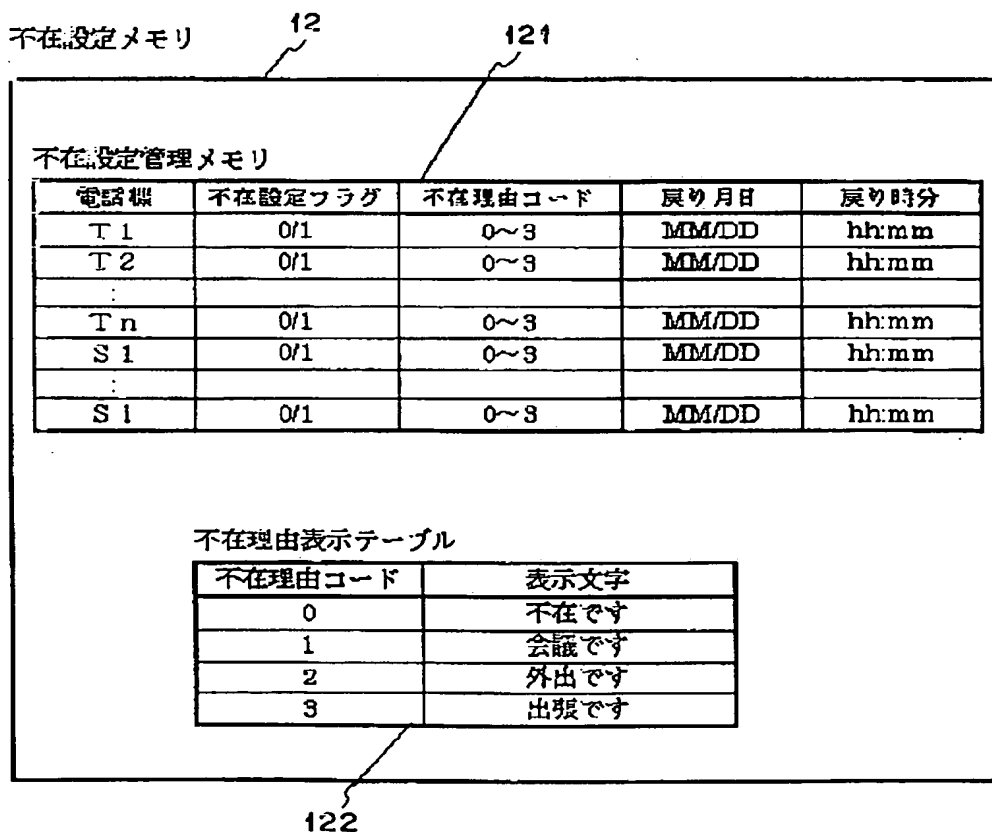 不在設定メモリ
12
121
不在設定管理メモリ
電話機 不在設定フラグ 不在理由コード 戻り月日 戻り時分
T1 0/1 0～3 MM/DD hh:mm
T2 0/1 0～3 MM/DD hh:mm
:
Tn 0/1 0～3 MM/DD hh:mm
S1 0/1 0～3 MM/DD hh:mm
:
S1 0/1 0～3 MM/DD hh:mm
不在理由表示テーブル
不在理由コード 表示文字
0 不在です
1 会議です
2 外出です
3 出張です
122